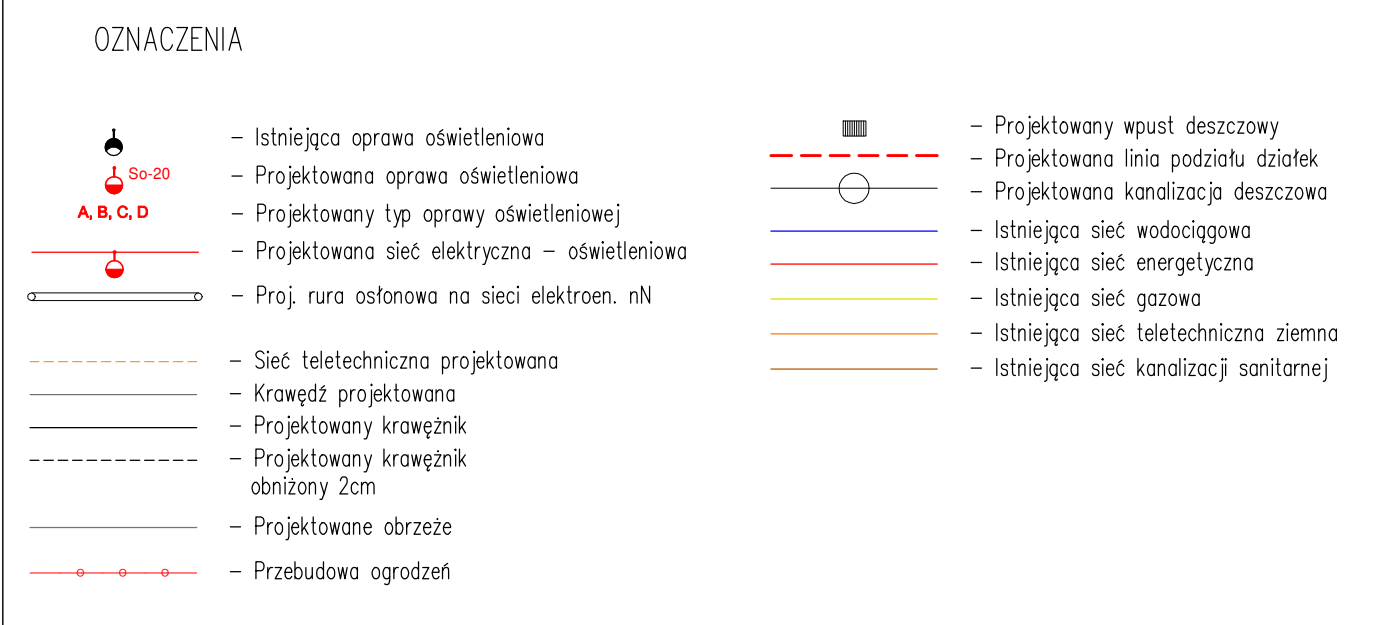 OZNACZENIA
– Istniejąca oprawa oświetleniowa
So-20 – Projektowana oprawa oświetleniowa
A, B, C, D – Projektowany typ oprawy oświetleniowej
– Projektowana sieć elektryczna – oświetleniowa
– Proj. rura osłonowa na sieci elektroen. nN
– Sieć teletechniczna projektowana
– Krawędź projektowana
– Projektowany krawężnik
– Projektowany krawężnik
obniżony 2cm
– Projektowane obrzeże
– Przebudowa ogrodzeń
– Projektowany wpust deszczowy
– Projektowana linia podziału działek
– Projektowana kanalizacja deszczowa
– Istniejąca sieć wodociągowa
– Istniejąca sieć energetyczna
– Istniejąca sieć gazowa
– Istniejąca sieć teletechniczna ziemna
– Istniejąca sieć kanalizacji sanitarnej